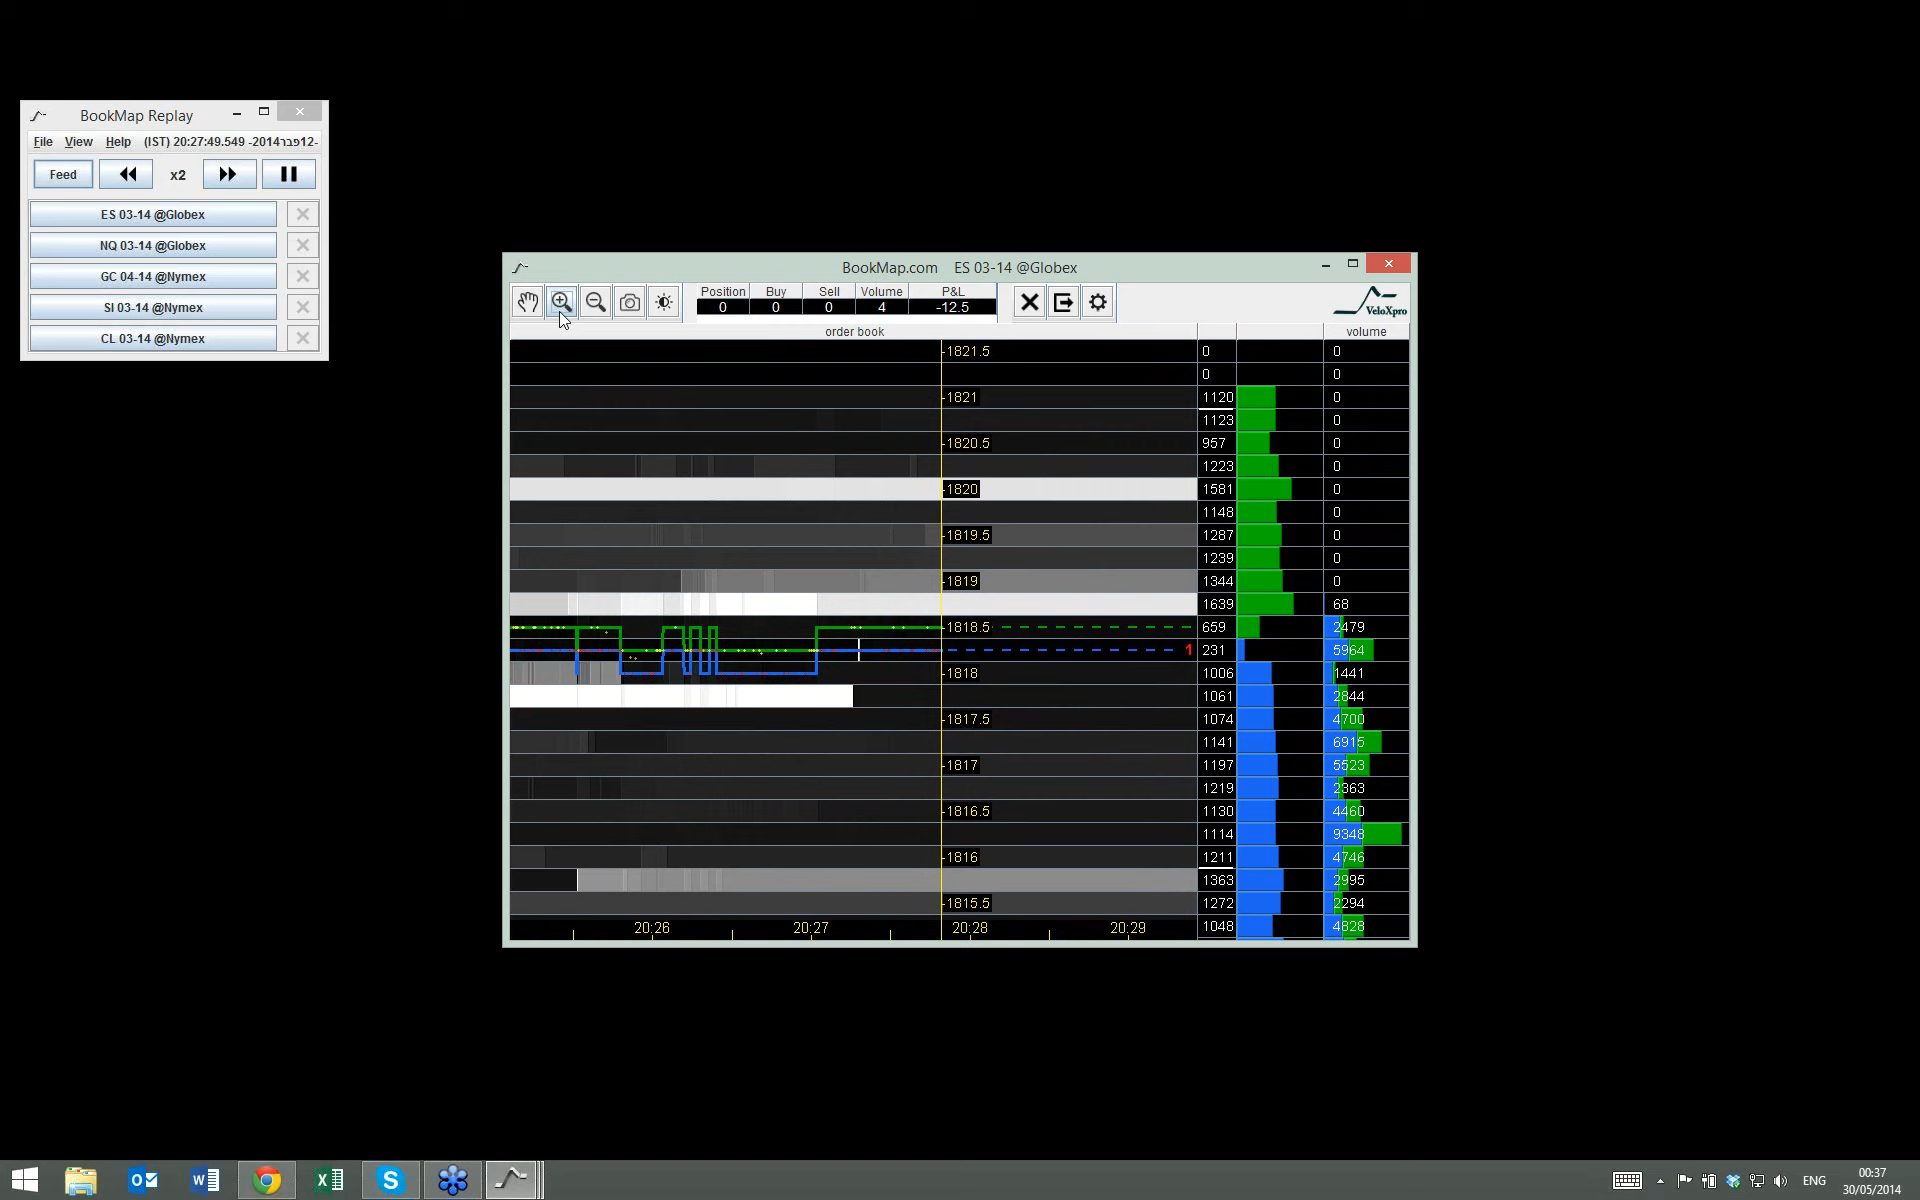 BookMap Replay
File View Help (IST) 20:27:49.549 -2014פבר12-
Feed x2
ES 03-14 @Globex
NQ 03-14 @Globex
GC 04-14 @Nymex
SI 03-14 @Nymex
CL 03-14 @Nymex
BookMap.com ES 03-14 @Globex
Position Buy Sell Volume P&L
0 0 0 4 -12.5
VeloXpro
order book volume
1821.5 0 0
0 0
1821 1120 0
1123 0
1820.5 957 0
1223 0
1820 1581 0
1148 0
1819.5 1287 0
1239 0
1819 1344 0
1639 68
1818.5 659 2479
1 231 5964
1818 1006 1441
1061 2844
1817.5 1074 4700
1141 6915
1817 1197 5523
1219 2363
1816.5 1130 4460
1114 9348
1816 1211 4746
1363 2995
1815.5 1272 2294
20:26 20:27 20:28 20:29 1048 4828
ENG
00:37
30/05/2014